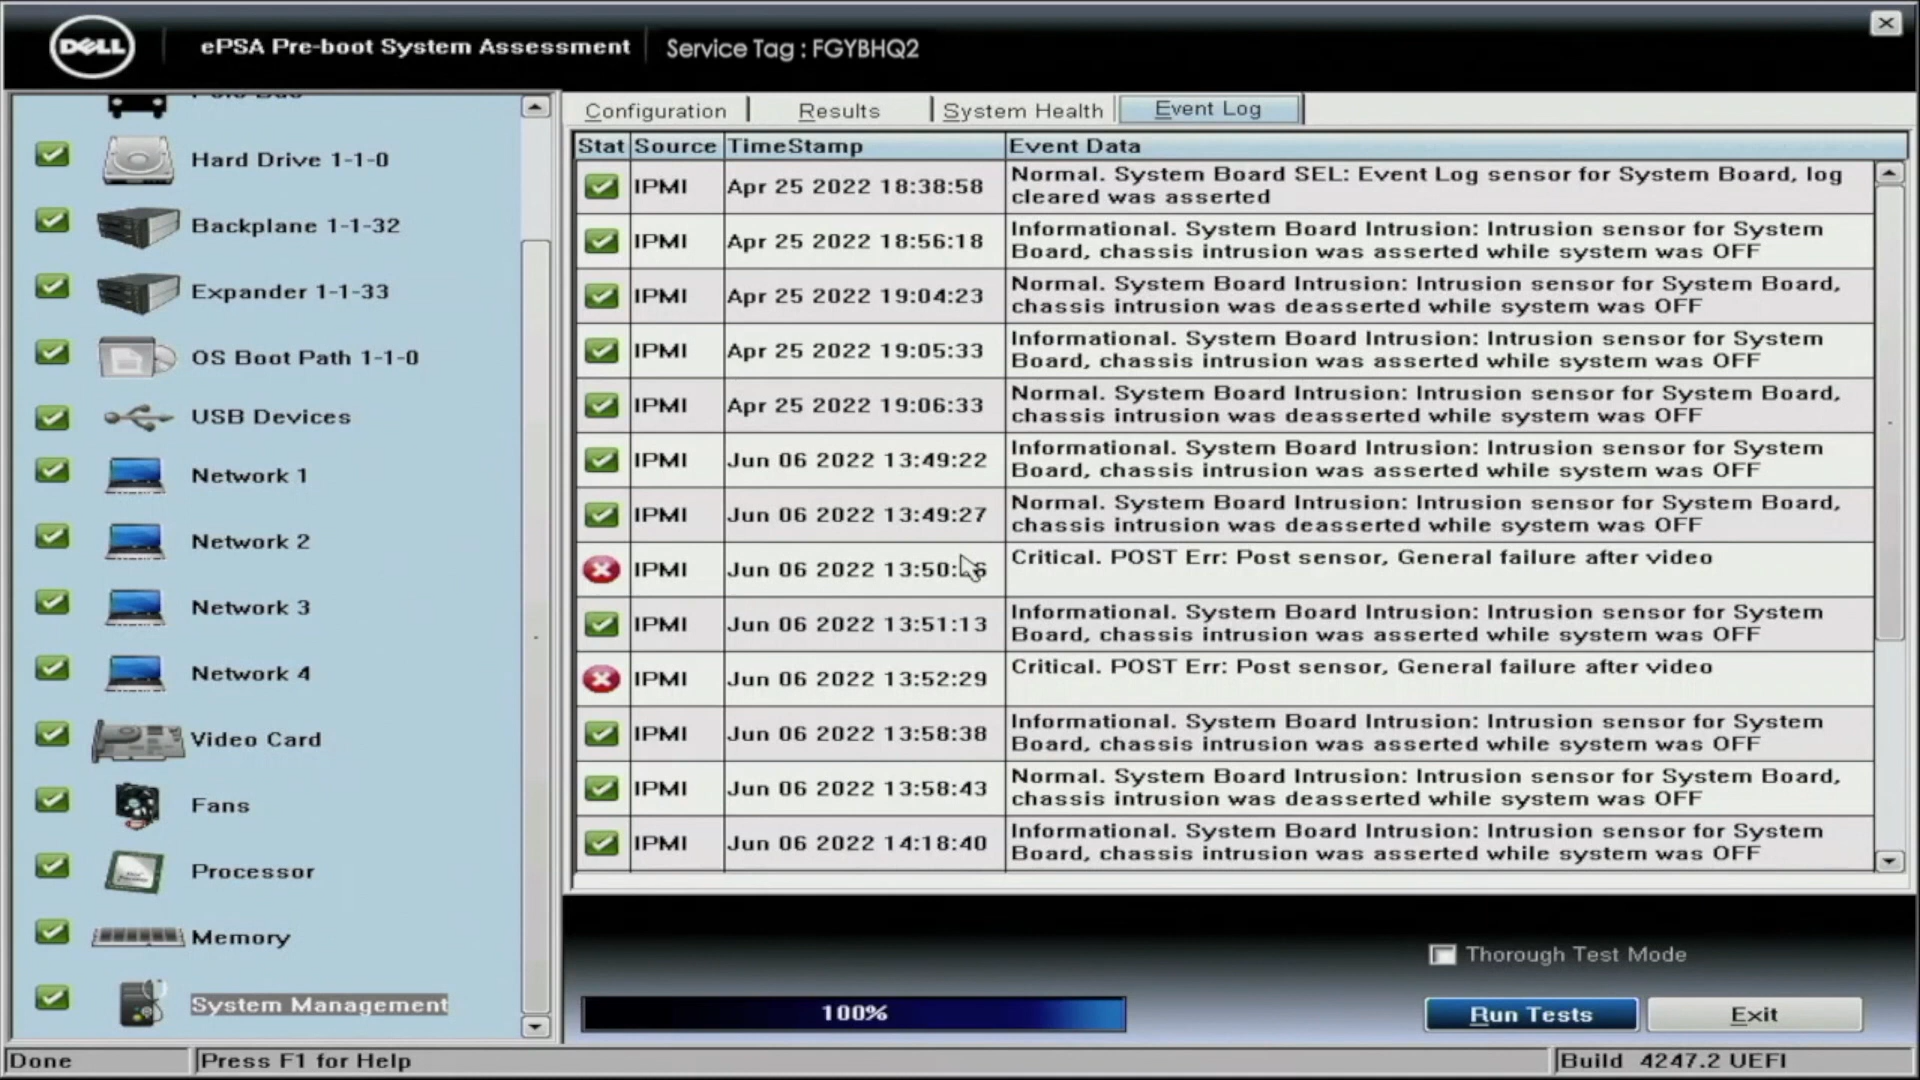 DELL
ePSA Pre-boot System Assessment
Service Tag : FGYBHQ2
Hard Drive 1-1-0
Backplane 1-1-32
Expander 1-1-33
OS Boot Path 1-1-0
USB Devices
Network 1
Network 2
Network 3
Network 4
Video Card
Fans
Processor
Memory
System Management
Configuration Results System Health Event Log
Stat Source TimeStamp Event Data
IPMI Apr 25 2022 18:38:58 Normal. System Board SEL: Event Log sensor for System Board, log
cleared was asserted
IPMI Apr 25 2022 18:56:18 Informational. System Board Intrusion: Intrusion sensor for System
Board, chassis intrusion was asserted while system was OFF
IPMI Apr 25 2022 19:04:23 Normal. System Board Intrusion: Intrusion sensor for System Board,
chassis intrusion was deasserted while system was OFF
IPMI Apr 25 2022 19:05:33 Informational. System Board Intrusion: Intrusion sensor for System
Board, chassis intrusion was asserted while system was OFF
IPMI Apr 25 2022 19:06:33 Normal. System Board Intrusion: Intrusion sensor for System Board,
chassis intrusion was deasserted while system was OFF
IPMI Jun 06 2022 13:49:22 Informational. System Board Intrusion: Intrusion sensor for System
Board, chassis intrusion was asserted while system was OFF
IPMI Jun 06 2022 13:49:27 Normal. System Board Intrusion: Intrusion sensor for System Board,
chassis intrusion was deasserted while system was OFF
IPMI Jun 06 2022 Critical. POST Err: Post sensor, General failure after video
IPMI Jun 06 2022 13:51:13 Informational. System Board Intrusion: Intrusion sensor for System
Board, chassis intrusion was asserted while system was OFF
IPMI Jun 06 2022 13:52:29 Critical. POST Err: Post sensor, General failure after video
IPMI Jun 06 2022 13:58:38 Informational. System Board Intrusion: Intrusion sensor for System
Board, chassis intrusion was asserted while system was OFF
IPMI Jun 06 2022 13:58:43 Normal. System Board Intrusion: Intrusion sensor for System Board,
chassis intrusion was deasserted while system was OFF
IPMI Jun 06 2022 14:18:40 Informational. System Board Intrusion: Intrusion sensor for System
Board, chassis intrusion was asserted while system was OFF
Thorough Test Mode
100%
Run Tests
Exit
Done
Press F1 for Help
Build 4247.2 UEFI